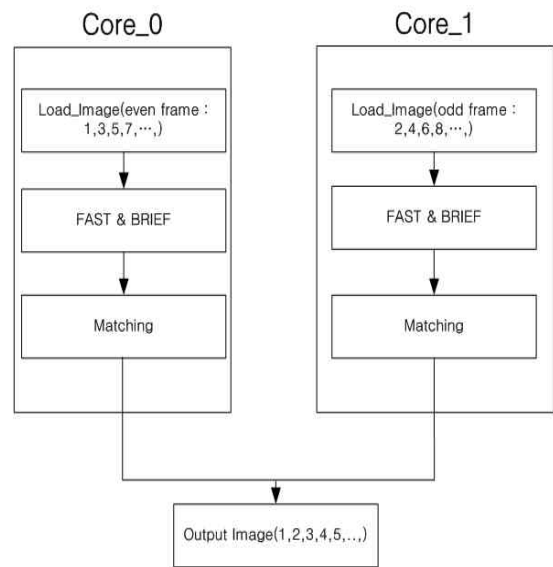 Core_0
Core_1
Load_Image(even frame :
1,3,5,7,⋯,)
Load_Image(odd frame :
2,4,6,8,⋯,)
FAST & BRIEF
FAST & BRIEF
Matching
Matching
Output Image(1,2,3,4,5,..,)